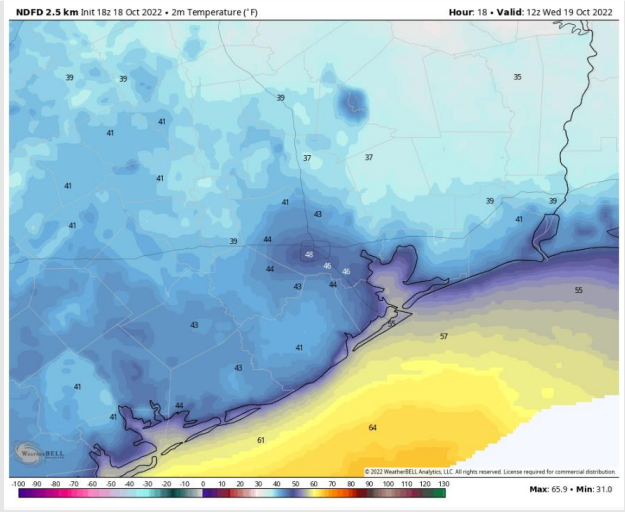 NDFD 2.5 km Init 18z 18 Oct 2022 • 2m Temperature (°F) Hour: 18 • Valid: 12z Wed 19 Oct 2022
39 39 35
39
41
41
37 37
41 41
41 39 39
43 41
41
39 44
48
44 46 46
43 44
55
43 55
57
41
43
41
44
41
64
61
WeatherBELL
© 2022 WeatherBELL Analytics, LLC. All rights reserved. License required for commercial distribution.
-100 -90 -80 -70 -60 -50 -40 -30 -20 -10 0 10 20 30 40 50 60 70 80 90 100 110 120 130
Max: 65.9 • Min: 31.0